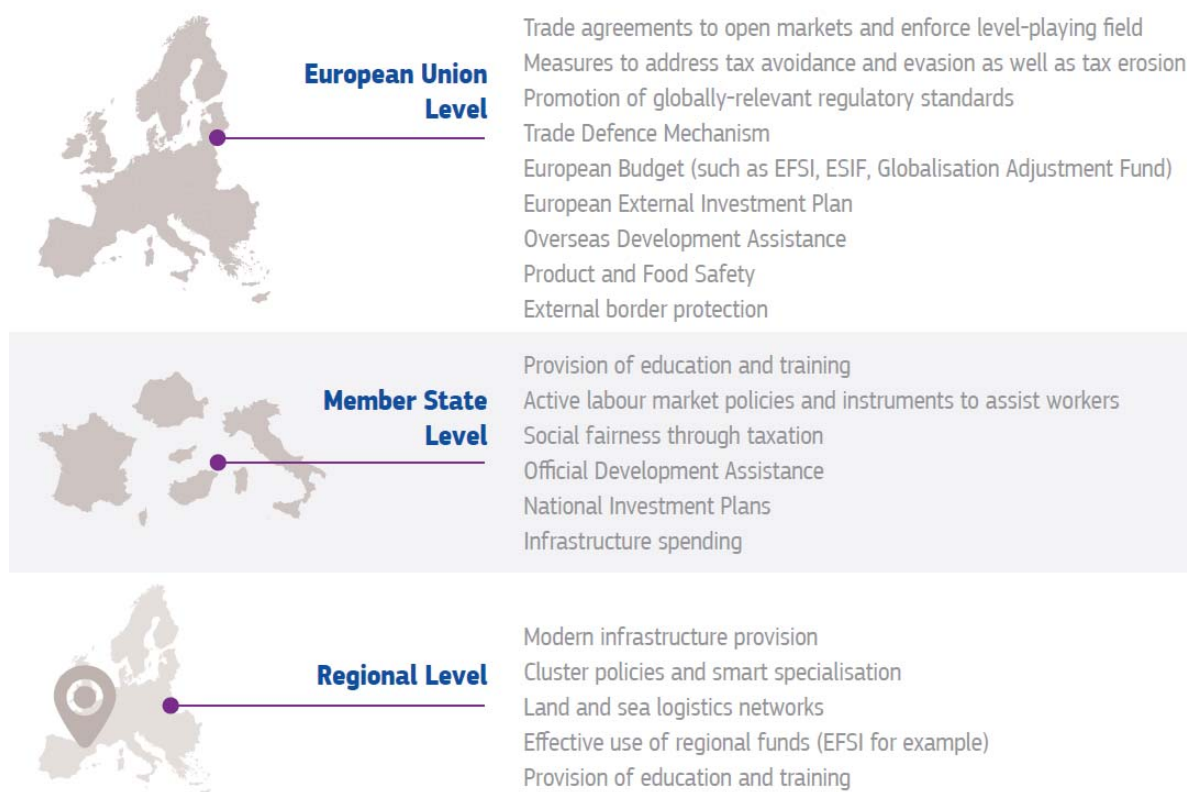 European Union
Level
Trade agreements to open markets and enforce level-playing field
Measures to address tax avoidance and evasion as well as tax erosion
Promotion of globally-relevant regulatory standards
Trade Defence Mechanism
European Budget (such as EFSI, ESIF, Globalisation Adjustment Fund)
European External Investment Plan
Overseas Development Assistance
Product and Food Safety
External border protection
Member State
Level
Provision of education and training
Active labour market policies and instruments to assist workers
Social fairness through taxation
Official Development Assistance
National Investment Plans
Infrastructure spending
Regional Level
Modern infrastructure provision
Cluster policies and smart specialisation
Land and sea logistics networks
Effective use of regional funds (EFSI for example)
Provision of education and training